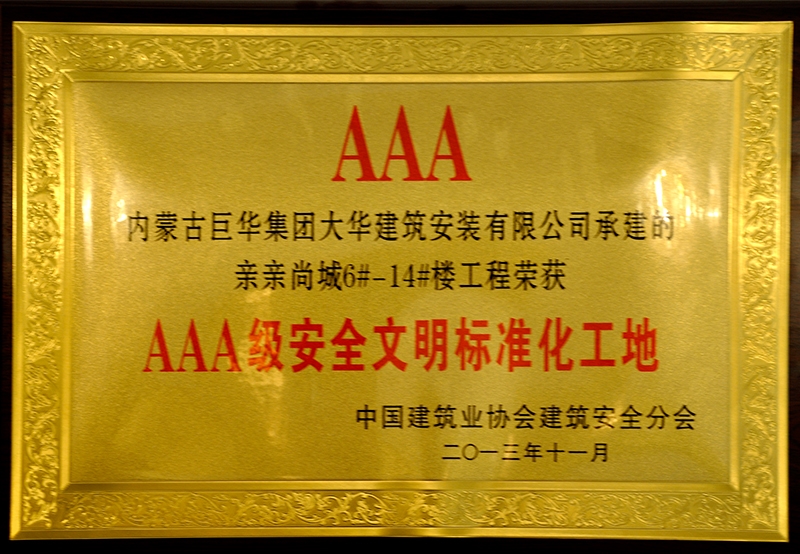 AAA
内蒙古巨华集团大华建筑安装有限公司承建的
亲亲尚城6#-14#楼工程荣获
AAA级安全文明标准化工地
中国建筑业协会建筑安全分会
二〇一三年十一月